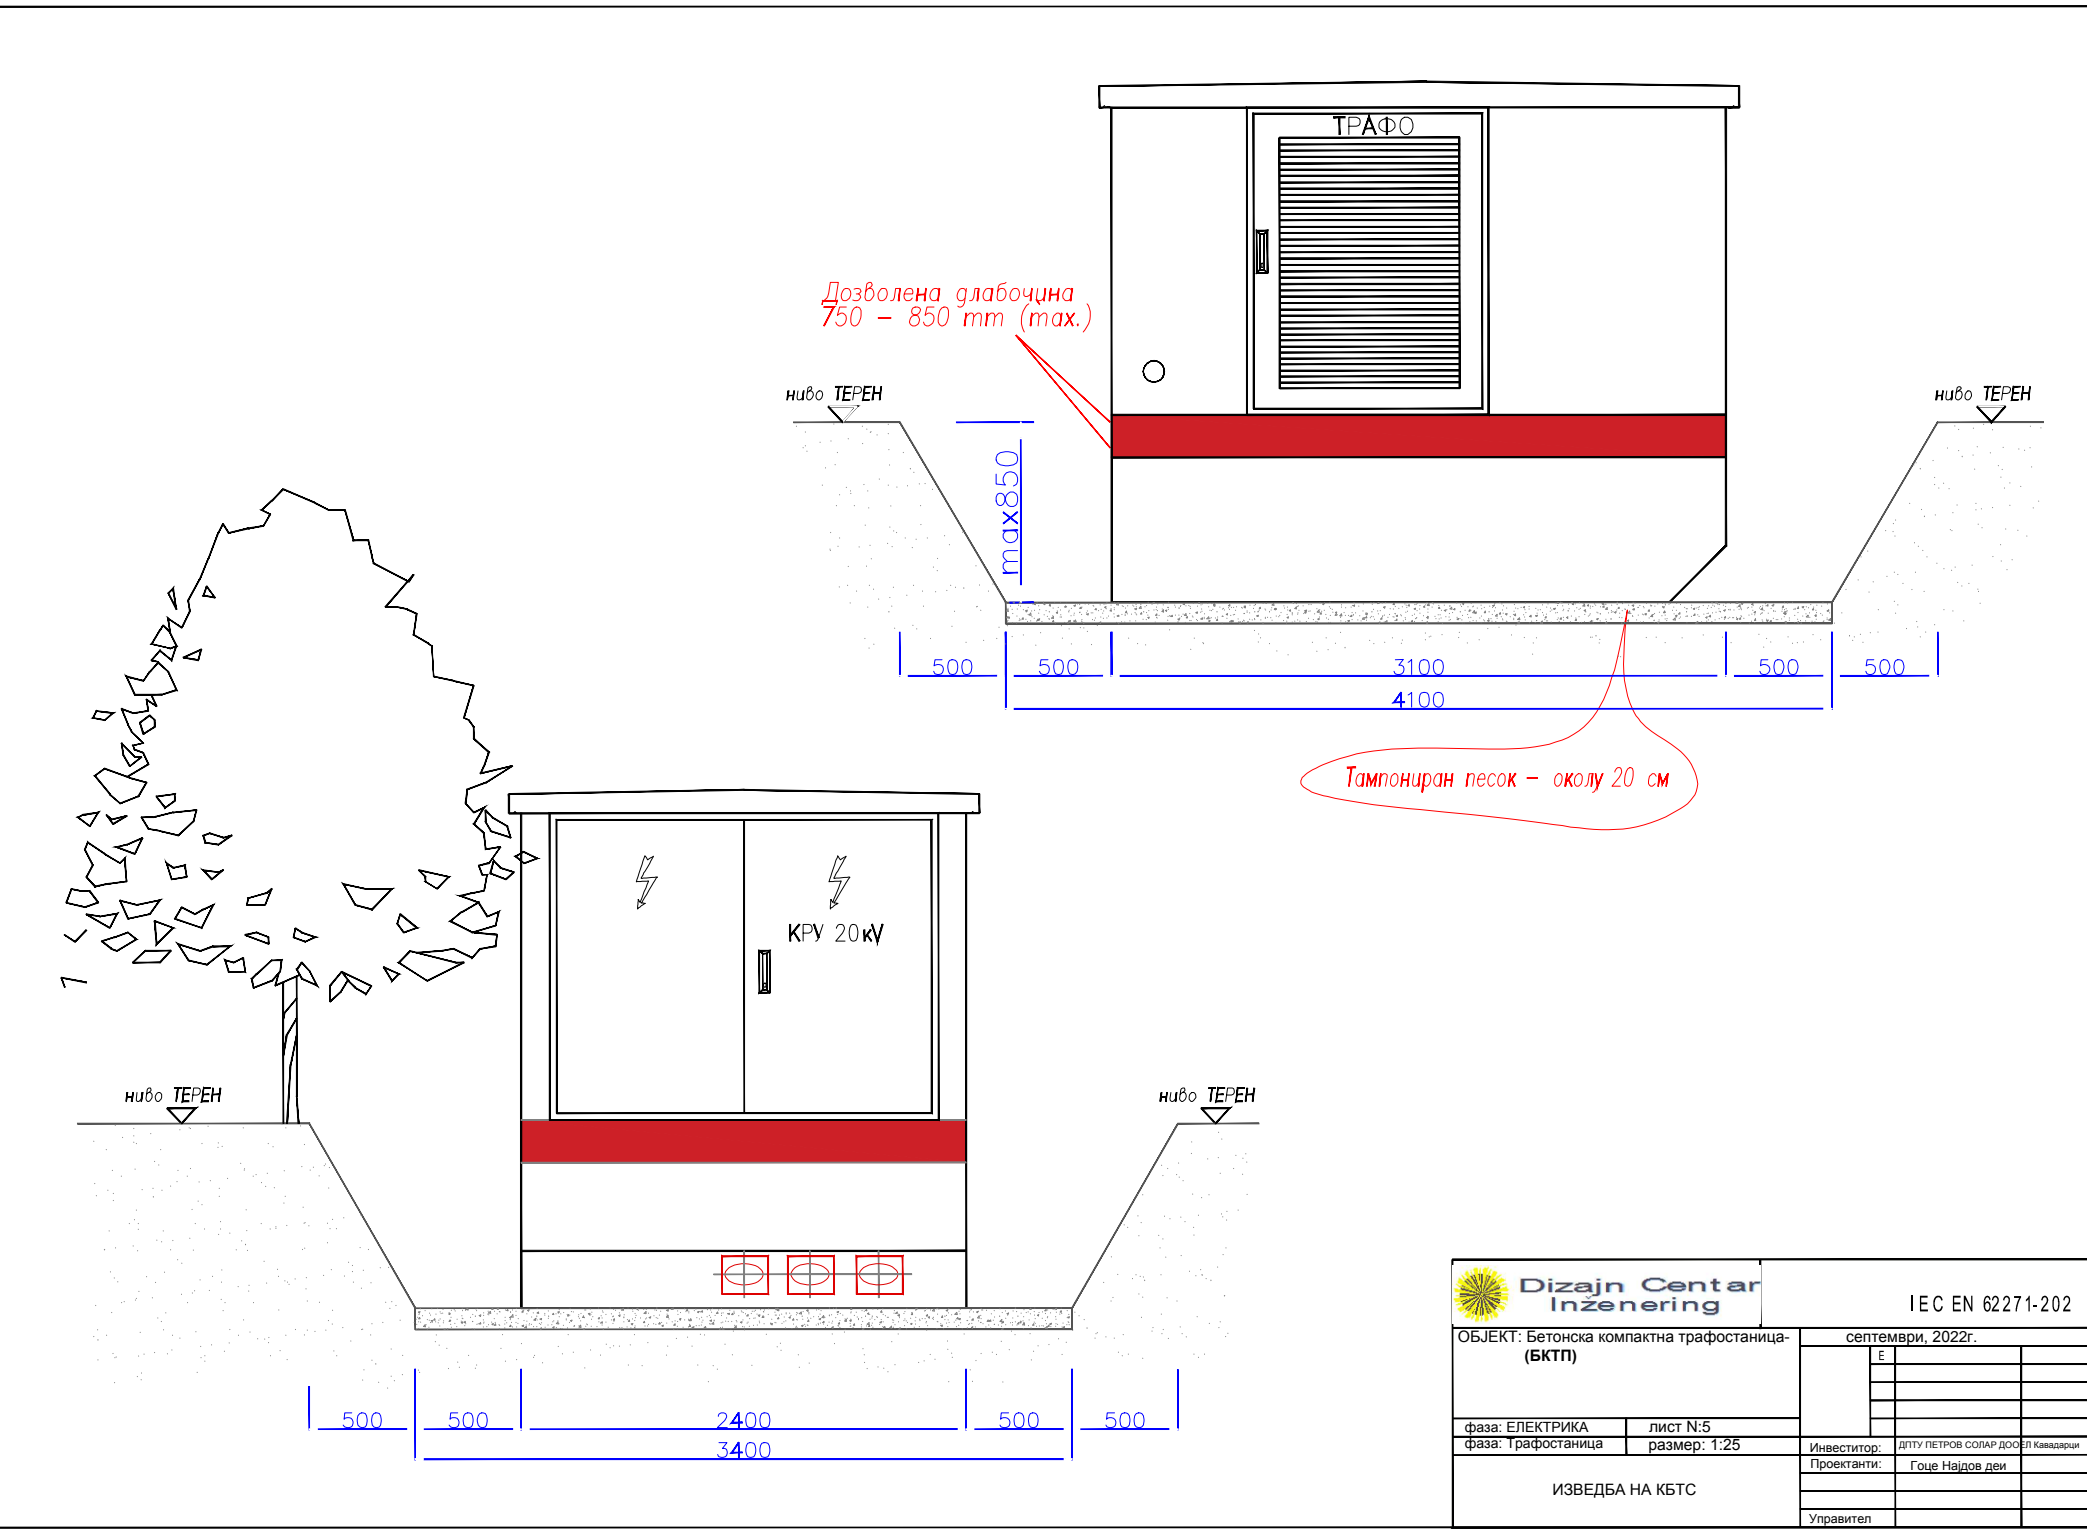 ТРАФО
Дозволена длабочина
750 – 850 mm (max.)
ниво ТЕРЕН
ниво ТЕРЕН
max850
500
500
3100
500
500
4100
Тампониран песок – околу 20 см
КРУ 20кV
ниво ТЕРЕН
ниво ТЕРЕН
500
500
2400
500
500
3400
Dizajn Centar
Inženering
IEC EN 62271-202
ОБЈЕКТ: Бетонска компактна трафостаница-
(БКТП)
септември, 2022г.
E
фаза: ЕЛЕКТРИКА
лист N:5
фаза: Трафостаница
размер: 1:25
Инвеститор:
ДПТУ ПЕТРОВ СОЛАР ДООЕЛ Кавадарци
Проектанти:
Гоце Најдов деи
ИЗВЕДБА НА КБТС
Управител